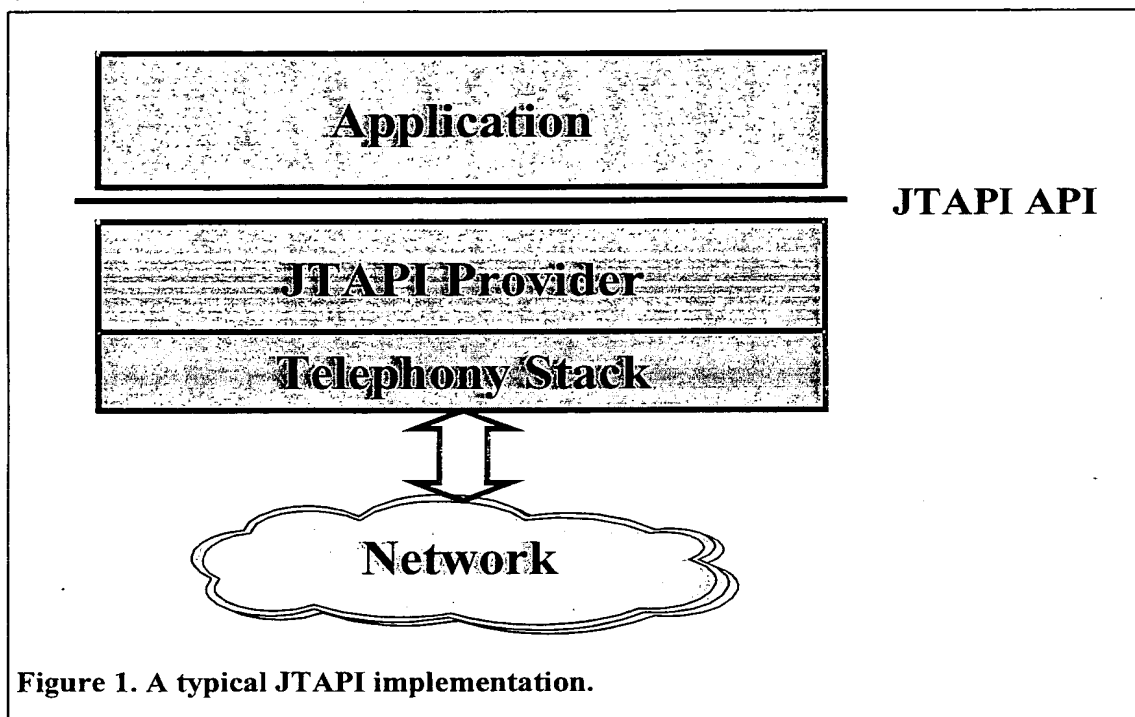 Application
JTAPI API
JTAPI Provider
Telephony Stack
Network
Figure 1. A typical JTAPI implementation.